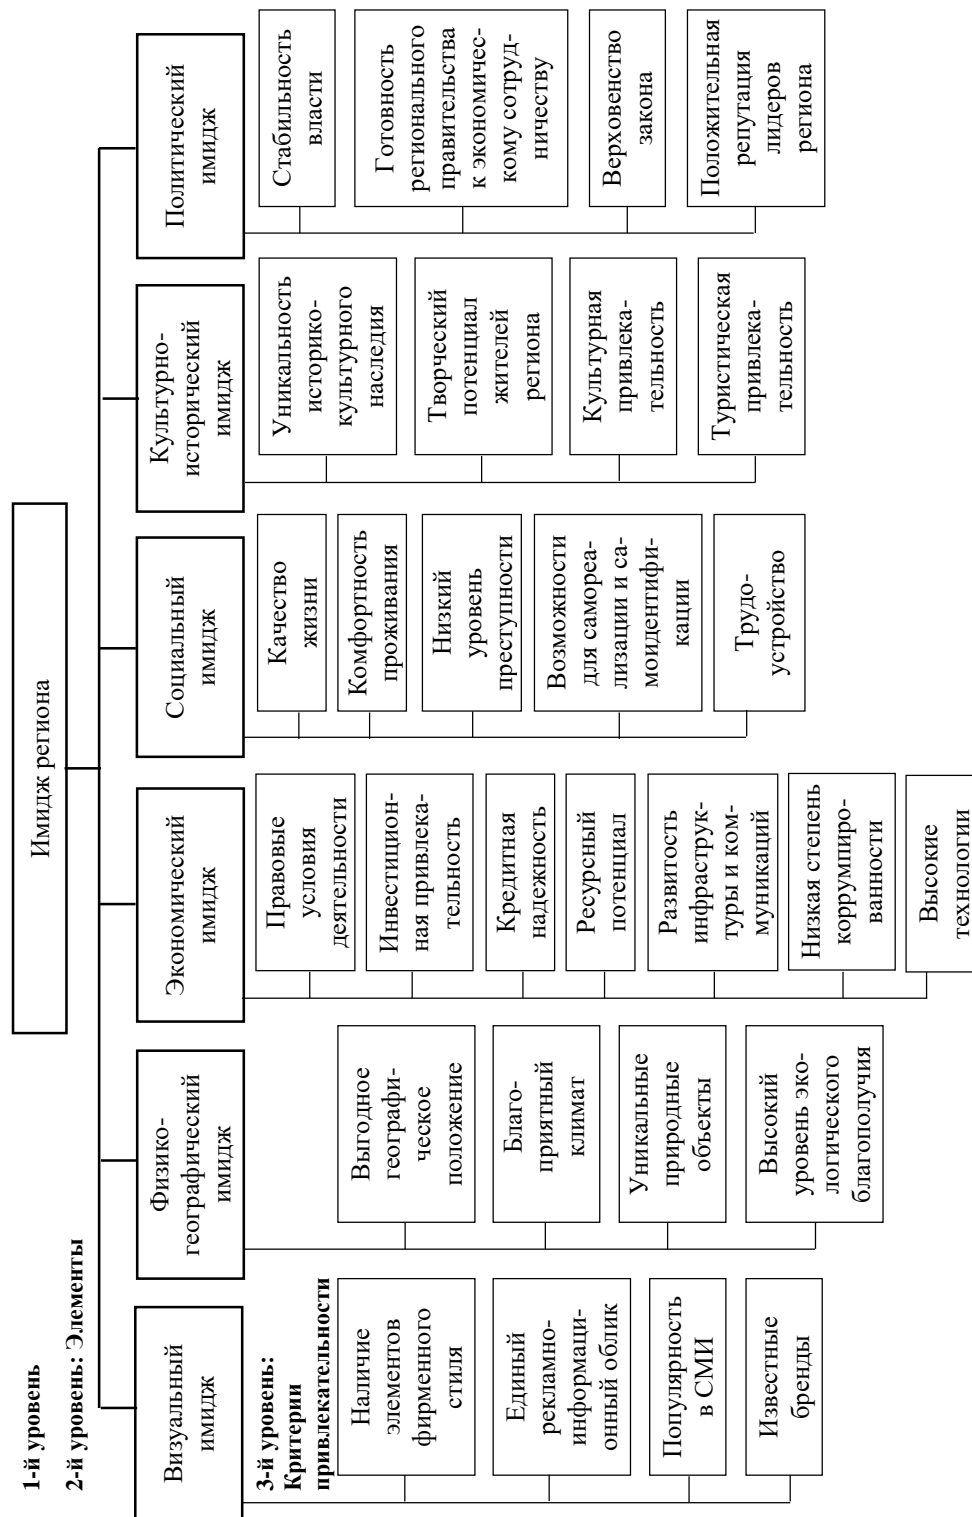 Имидж региона
1-й уровень
2-й уровень: Элементы
Визуальный
имидж
Физико-
географический
имидж
Экономический
имидж
Социальный
имидж
Культурно-
исторический
имидж
Политический
имидж
3-й уровень:
Критерии
привлекательности
Наличие
элементов
фирменного
стиля
Единый
рекламно-
информаци-
онный облик
Популярность
в СМИ
Известные
бренды
Выгодное
географи-
ческое
положение
Благо-
приятный
климат
Уникальные
природные
объекты
Высокий
уровень эко-
логического
благополучия
Правовые
условия
деятельности
Инвестицион-
ная привлека-
тельность
Кредитная
надежность
Ресурсный
потенциал
Развитость
инфраструк-
туры и ком-
муникаций
Низкая степень
коррумпиро-
ванности
Высокие
технологии
Качество
жизни
Комфортность
проживания
Низкий
уровень
преступности
Возможности
для самореа-
лизации и са-
моидентифи-
кации
Трудо-
устройство
Уникальность
историко-
культурного
наследия
Творческий
потенциал
жителей
региона
Культурная
привлека-
тельность
Туристическая
привлека-
тельность
Стабильность
власти
Готовность
регионального
правительства
к экономичес-
кому сотруд-
ничеству
Верховенство
закона
Положительная
репутация
лидеров
региона